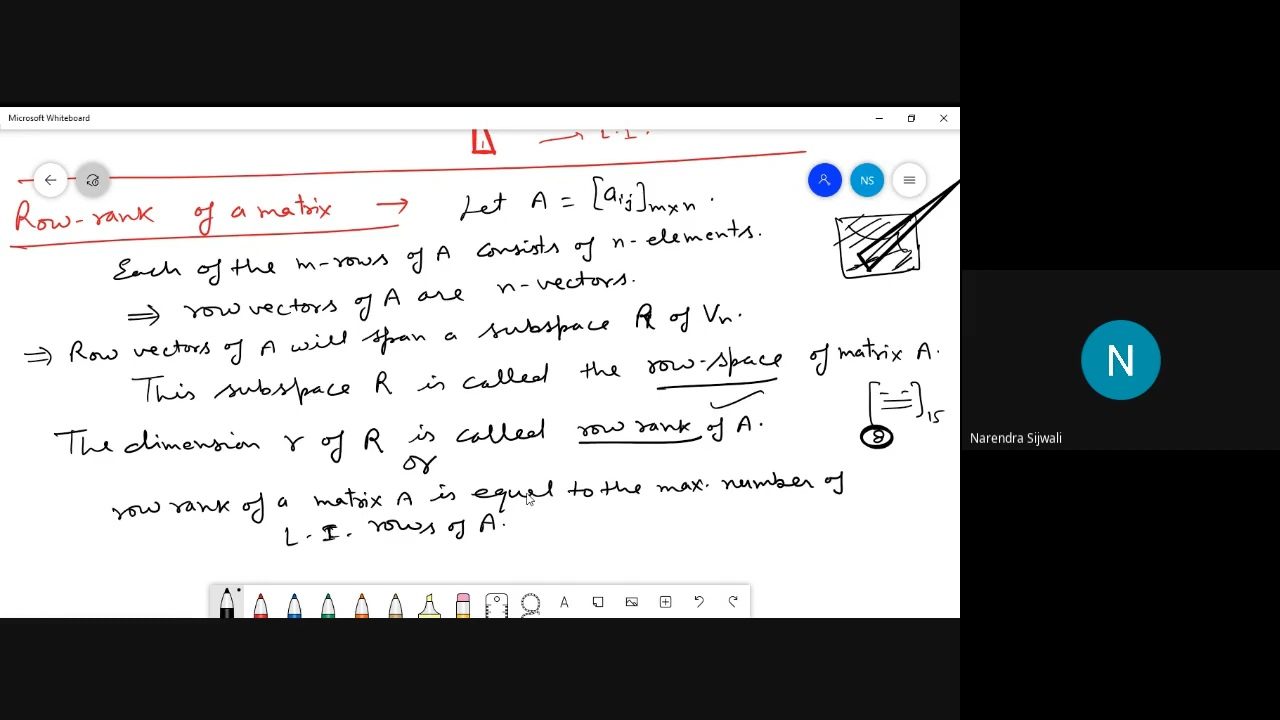 Microsoft Whiteboard
→ L.I.
NS
Row-rank of a matrix → Let A = [aij]m×n .
Each of the m-rows of A consists of n-elements.
⇒ row vectors of A are n-vectors.
⇒ Row vectors of A will span a subspace R of Vn.
This subspace R is called the row-space of matrix A.
15
8
The dimension r of R is called row rank of A.
or
row rank of a matrix A is equal to the max. number of
L.I. rows of A.
A
N
Narendra Sijwali